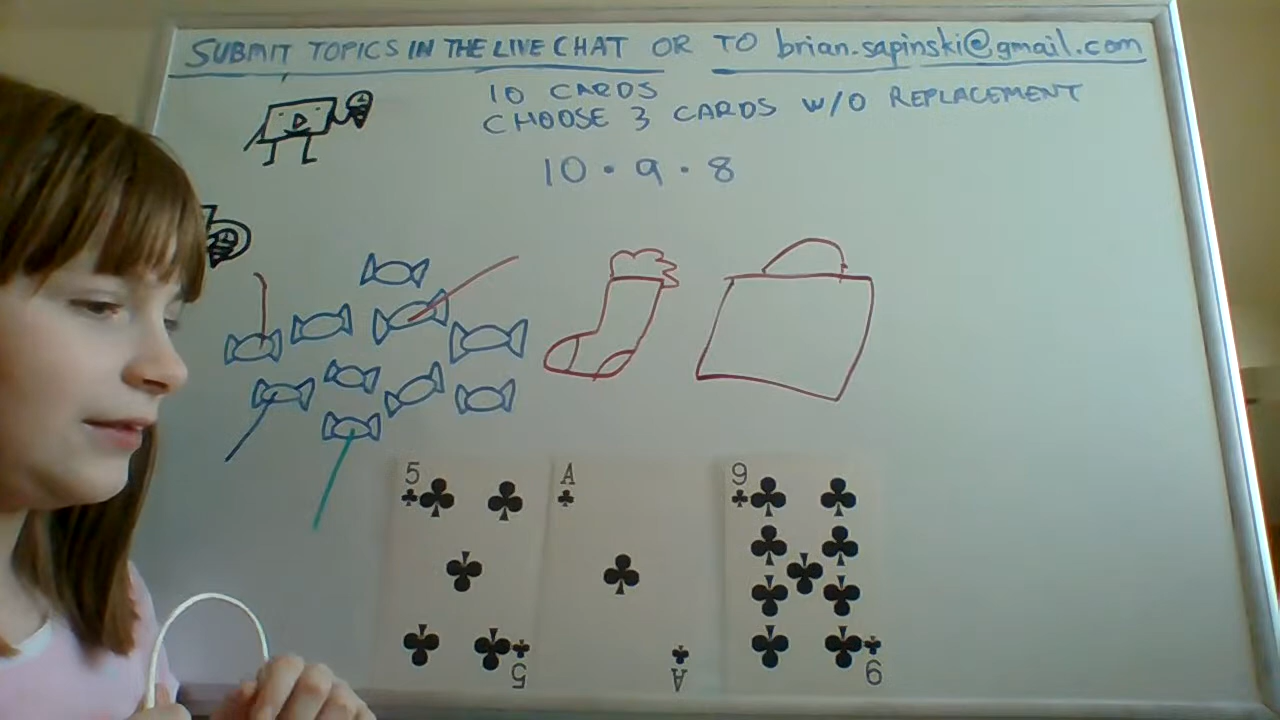 SUBMIT TOPICS IN THE LIVE CHAT OR TO brian.sapinski@gmail.com
10 CARDS
CHOOSE 3 CARDS W/O REPLACEMENT
10 · 9 · 8
5 A 9
5 A 9